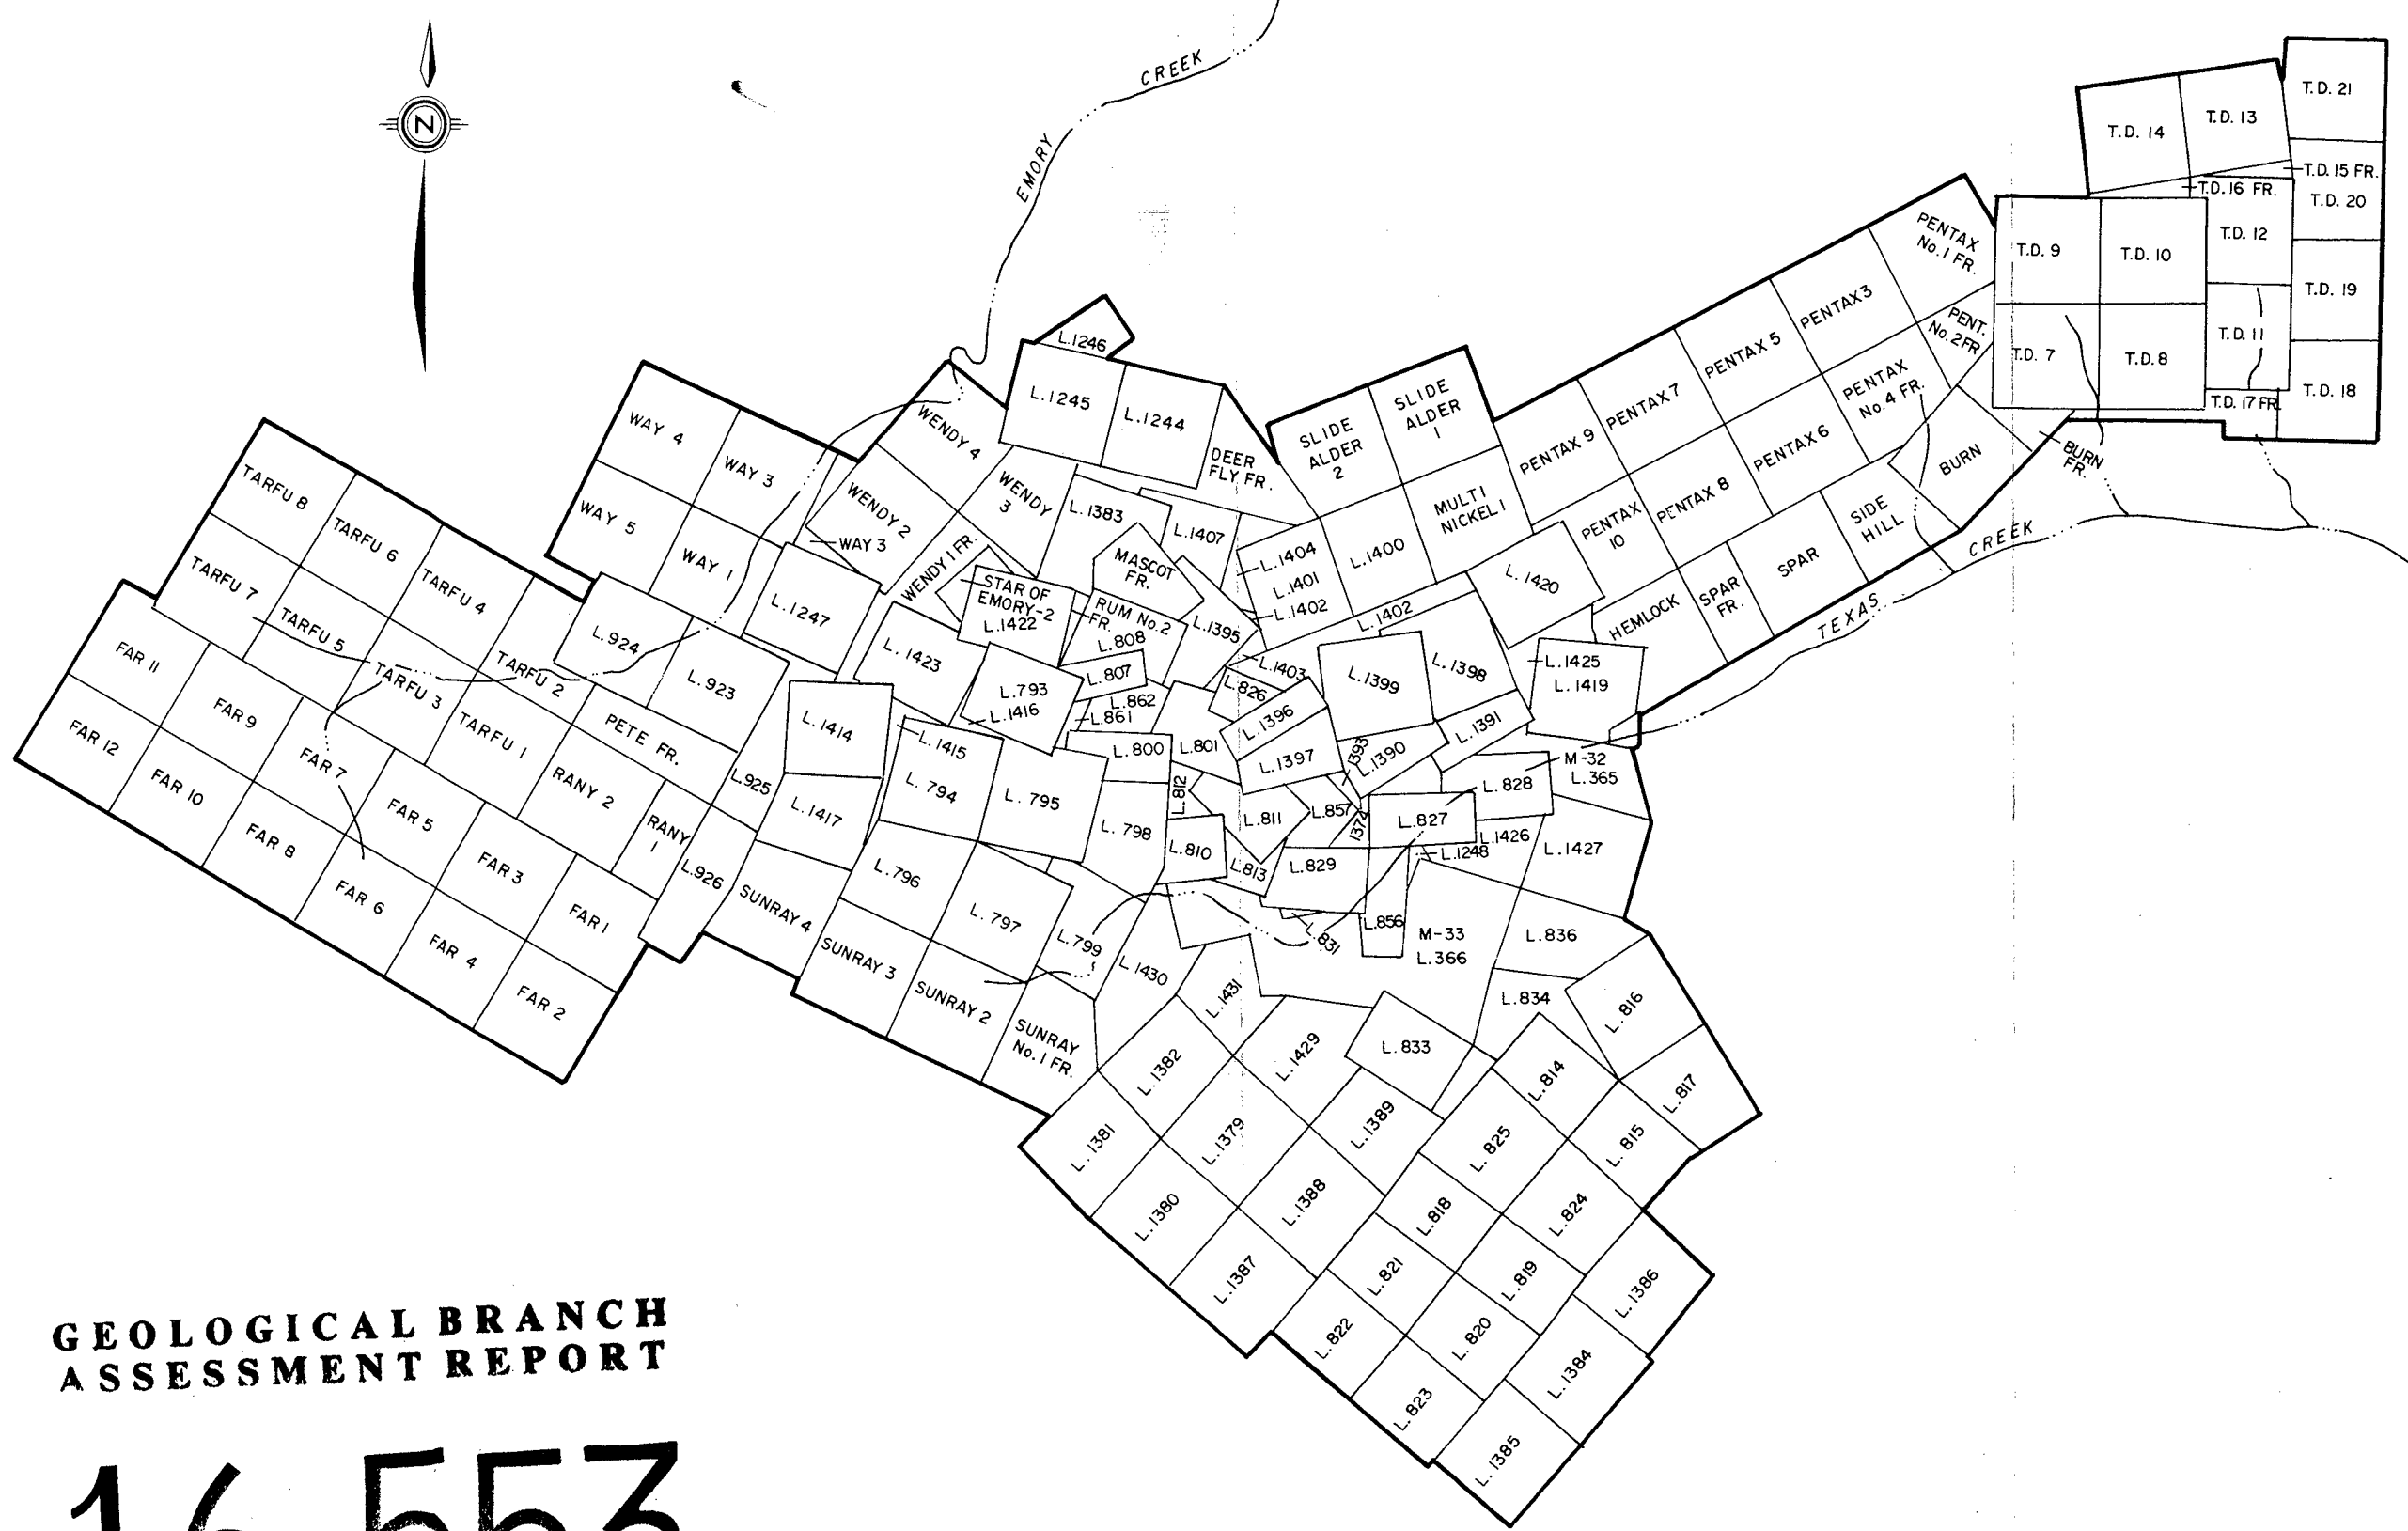 N
CREEK
EMORY
T.D. 21
T.D. 13
T.D. 14
T.D. 15 FR.
T.D. 16 FR.
T.D. 20
T.D. 12
T.D. 9
T.D. 10
T.D. 19
T.D. 11
T.D. 7
T.D. 8
T.D. 18
T.D. 17 FR.
PENTAX
No. 1 FR.
PENTAX 3
PENT.
No. 2 FR
PENTAX 5
PENTAX
No. 4 FR.
PENTAX 7
PENTAX 6
PENTAX 9
PENTAX 8
PENTAX
10
BURN
BURN
FR.
SIDE
HILL
SPAR
SPAR
FR.
HEMLOCK
CREEK
TEXAS
L.1246
L.1245
L.1244
DEER
FLY FR.
SLIDE
ALDER
1
SLIDE
ALDER
2
MULTI
NICKEL 1
L.1400
L.1404
L.1401
L.1402
L.1402
L.1420
WAY 4
WAY 3
WAY 5
WAY 1
WAY 3
WENDY 4
WENDY
3
WENDY 2
WENDY 1 FR.
L.1383
L.1407
MASCOT
FR.
STAR OF
EMORY-2
L.1422
RUM No.2
FR.
L.808
L.1395
L.807
L.862
L.861
L.1403
L.826
L.1396
L.1397
L.1399
L.1398
L.1391
L.1390
1393
L.1425
L.1419
M-32
L.365
L.828
L.827
L.1426
L.1248
L.1427
L.1247
L.1423
L.793
L.1416
L.924
L.923
L.1414
L.1415
L.794
L.795
L.800
L.801
L.812
L.798
L.810
L.811
L.857
1374
L.813
L.829
L.856
L.831
M-33
L.366
L.836
L.834
L.816
L.817
L.833
L.814
L.815
L.825
L.824
L.818
L.819
L.821
L.820
L.822
L.823
L.1386
L.1384
L.1385
L.1389
L.1388
L.1387
L.1429
L.1431
L.1430
L.1382
L.1379
L.1381
L.1380
L.799
L.797
L.796
L.1417
L.925
L.926
SUNRAY 4
SUNRAY 3
SUNRAY 2
SUNRAY
No. 1 FR.
TARFU 8
TARFU 6
TARFU 4
TARFU 7
TARFU 5
TARFU 3
TARFU 2
TARFU 1
PETE FR.
RANY 2
RANY
1
FAR 11
FAR 9
FAR 12
FAR 10
FAR 7
FAR 5
FAR 8
FAR 3
FAR 6
FAR 1
FAR 4
FAR 2
GEOLOGICAL BRANCH
ASSESSMENT REPORT
16,553